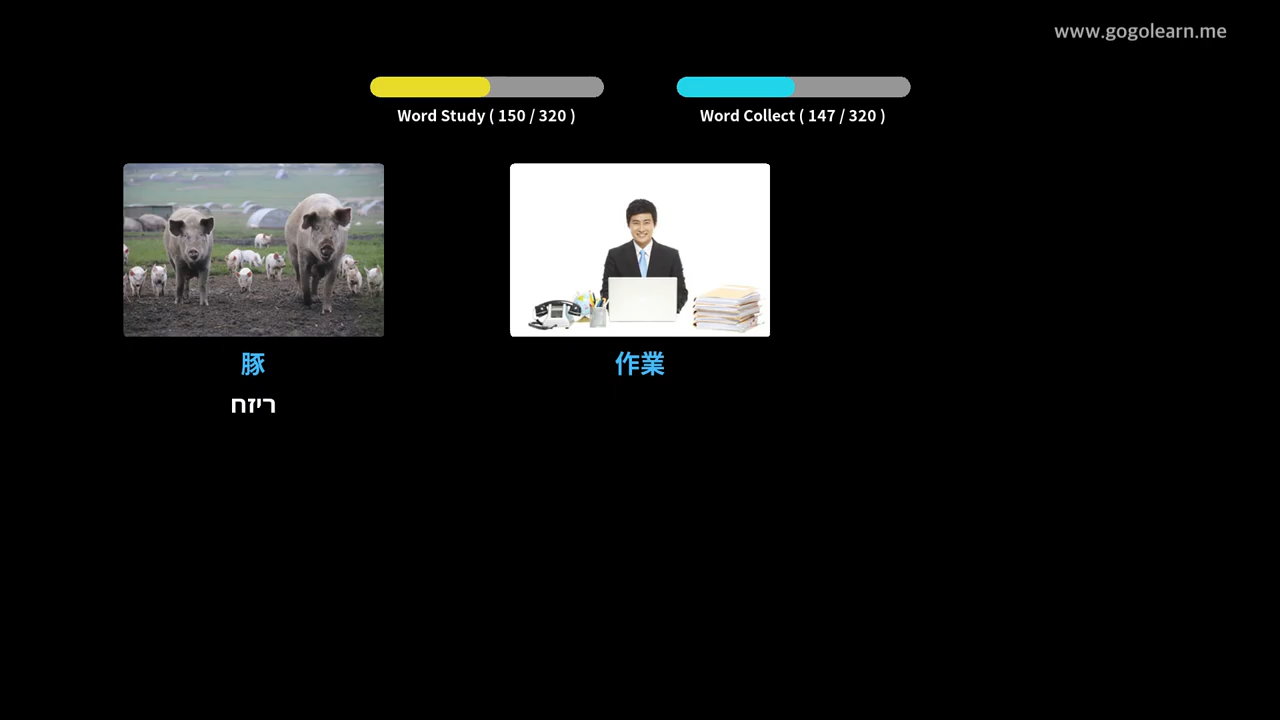 www.gogolearn.me
Word Study ( 150 / 320 )
Word Collect ( 147 / 320 )
豚
ריזח
作業